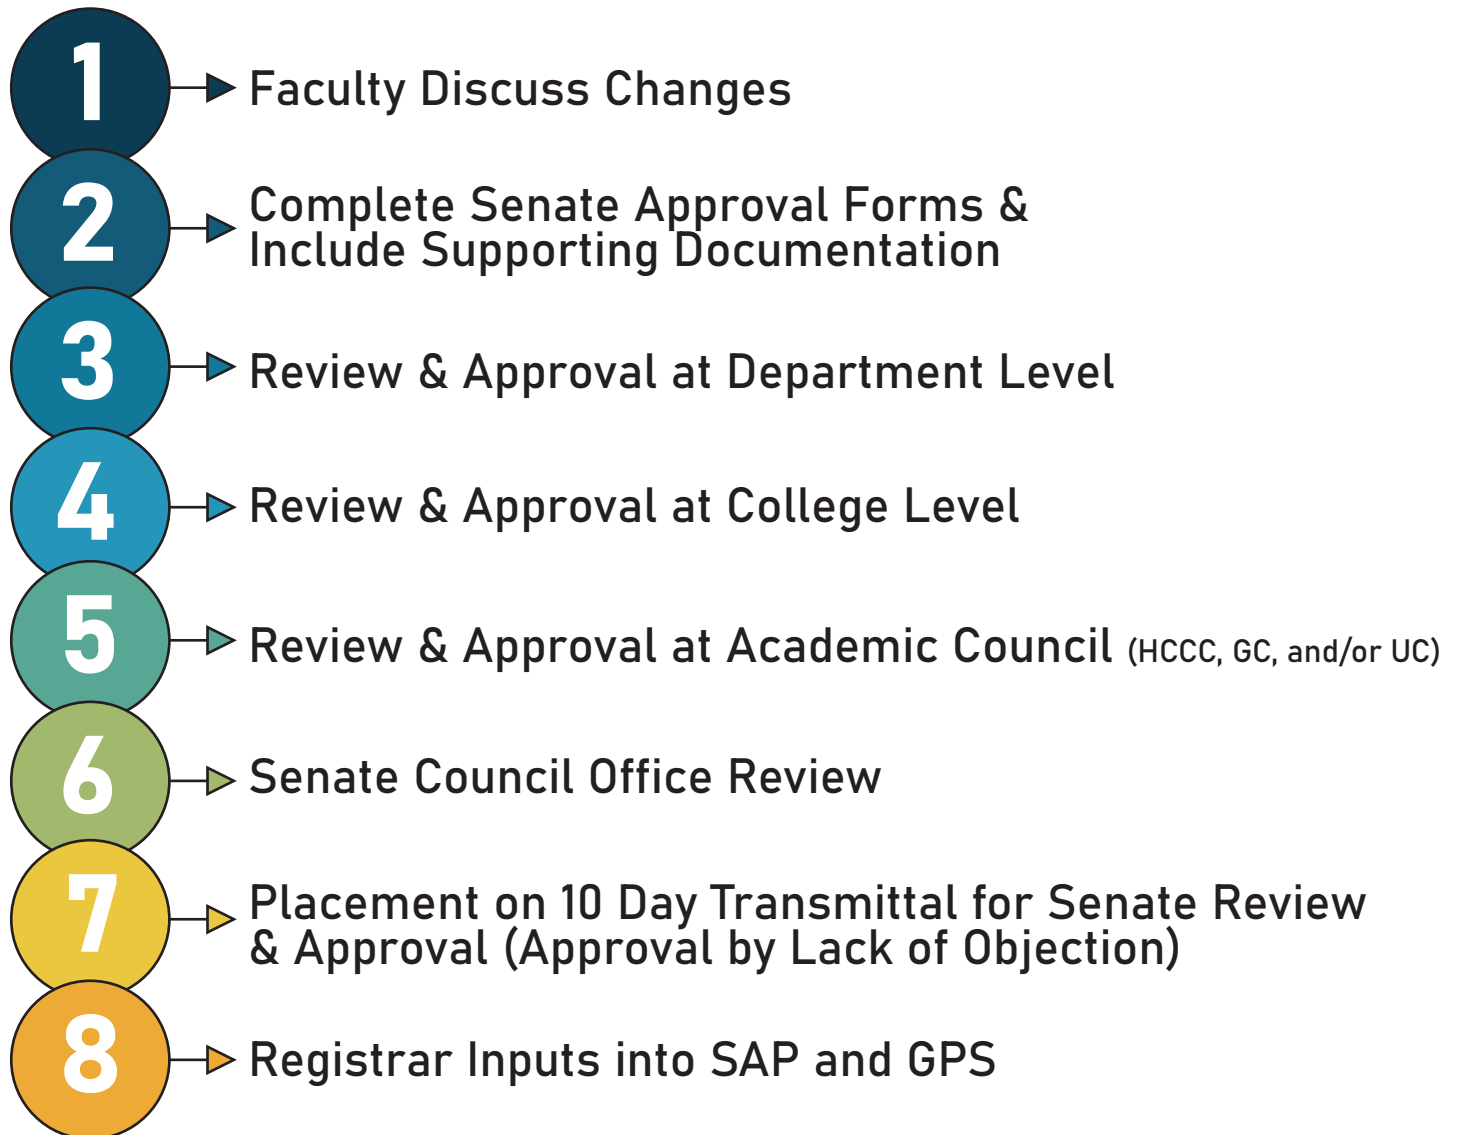 1
Faculty Discuss Changes
2
Complete Senate Approval Forms &
Include Supporting Documentation
3
Review & Approval at Department Level
4
Review & Approval at College Level
5
Review & Approval at Academic Council (HCCC, GC, and/or UC)
6
Senate Council Office Review
7
Placement on 10 Day Transmittal for Senate Review
& Approval (Approval by Lack of Objection)
8
Registrar Inputs into SAP and GPS